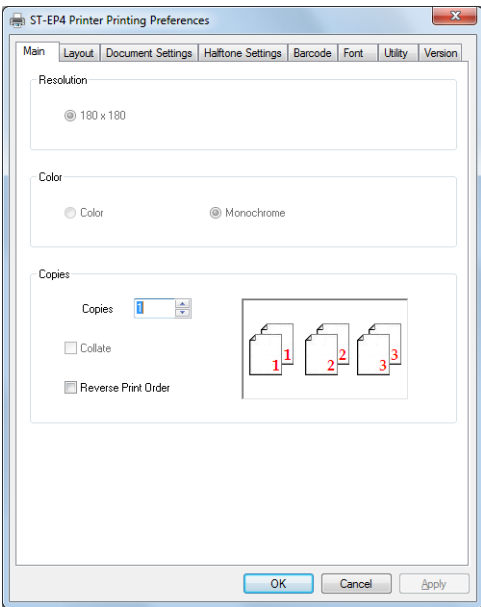 ST-EP4 Printer Printing Preferences
Main Layout Document Settings Halftone Settings Barcode Font Utility Version
Resolution
180 x 180
Color
Color Monochrome
Copies
Copies 1
Collate
Reverse Print Order
1 1 2 2 3 3
OK Cancel Apply